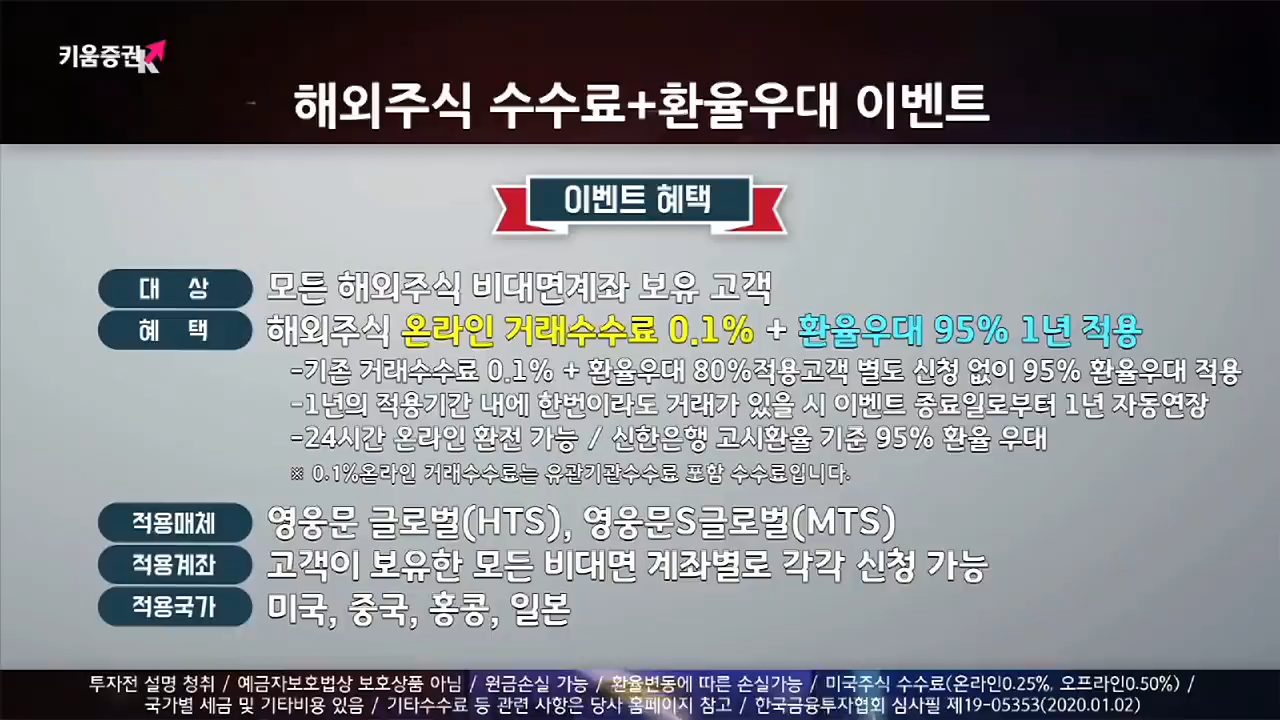 키움증권
해외주식 수수료+환율우대 이벤트
이벤트 혜택
대 상 모든 해외주식 비대면계좌 보유 고객
혜 택 해외주식 온라인 거래수수료 0.1% + 환율우대 95% 1년 적용
-기존 거래수수료 0.1% + 환율우대 80%적용고객 별도 신청 없이 95% 환율우대 적용
-1년의 적용기간 내에 한번이라도 거래가 있을 시 이벤트 종료일로부터 1년 자동연장
-24시간 온라인 환전 가능 / 신한은행 고시환율 기준 95% 환율 우대
※ 0.1%온라인 거래수수료는 유관기관수수료 포함 수수료입니다.
적용매체 영웅문 글로벌(HTS), 영웅문S글로벌(MTS)
적용계좌 고객이 보유한 모든 비대면 계좌별로 각각 신청 가능
적용국가 미국, 중국, 홍콩, 일본
투자전 설명 청취 / 예금자보호법상 보호상품 아님 / 원금손실 가능 / 환율변동에 따른 손실가능 / 미국주식 수수료(온라인0.25%, 오프라인0.50%) /
국가별 세금 및 기타비용 있음 / 기타수수료 등 관련 사항은 당사 홈페이지 참고 / 한국금융투자협회 심사필 제19-05353(2020.01.02)